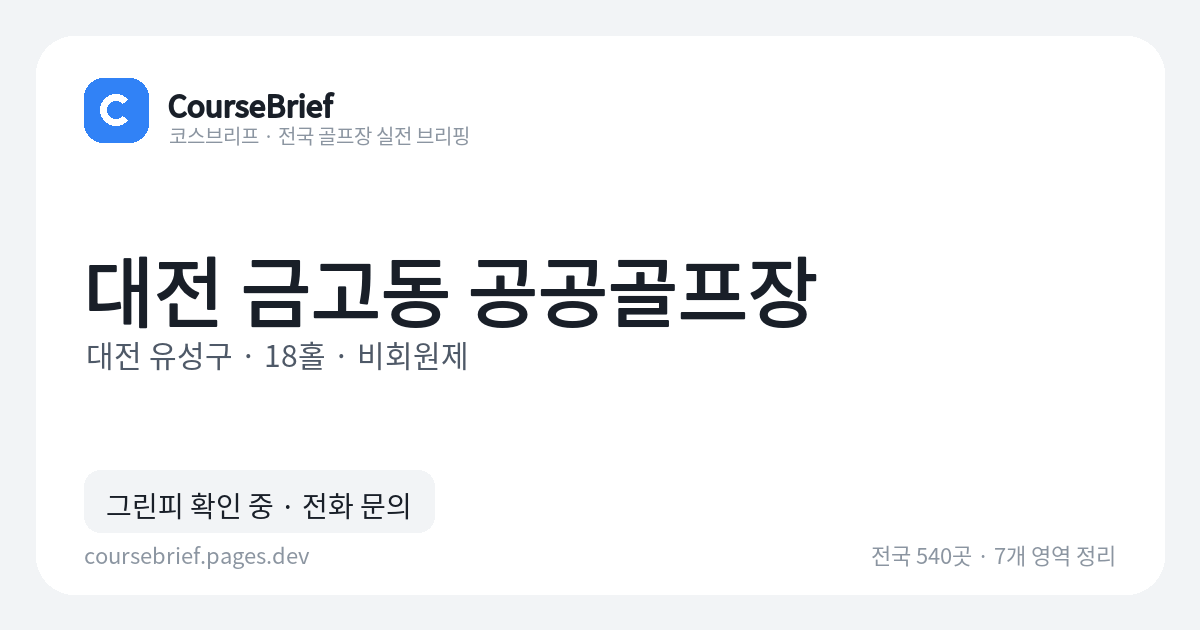 C
CourseBrief
코스브리프 · 전국 골프장 실전 브리핑
대전 금고동 공공골프장
대전 유성구 · 18홀 · 비회원제
그린피 확인 중 · 전화 문의
coursebrief.pages.dev
전국 540곳 · 7개 영역 정리